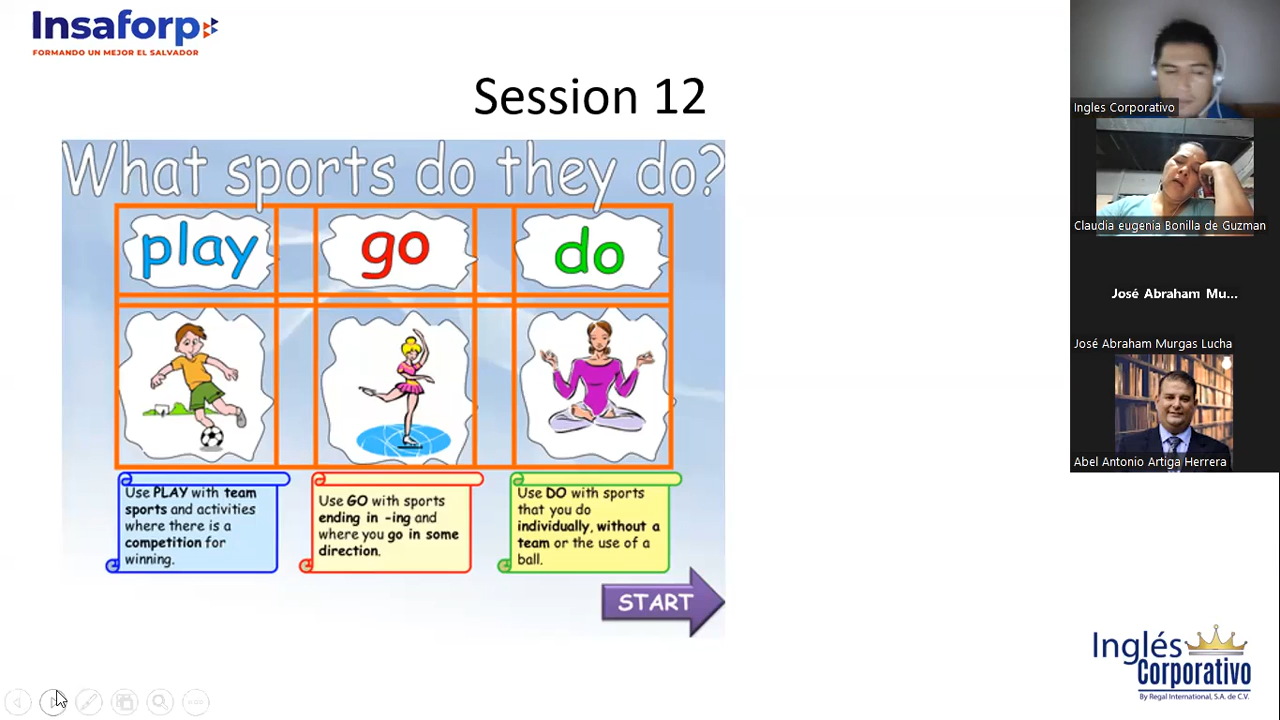 Insaforp
FORMANDO UN MEJOR EL SALVADOR
Session 12
What sports do they do?
play
go
do
Use PLAY with team
sports and activities
where there is a
competition for
winning.
Use GO with sports
ending in -ing and
where you go in some
direction.
Use DO with sports
that you do
individually, without a
team or the use of a
ball.
START
Ingles Corporativo
Claudia eugenia Bonilla de Guzman
José Abraham Mu...
José Abraham Murgas Lucha
Abel Antonio Artiga Herrera
Inglés
Corporativo
By Regal International, S.A. de C.V.